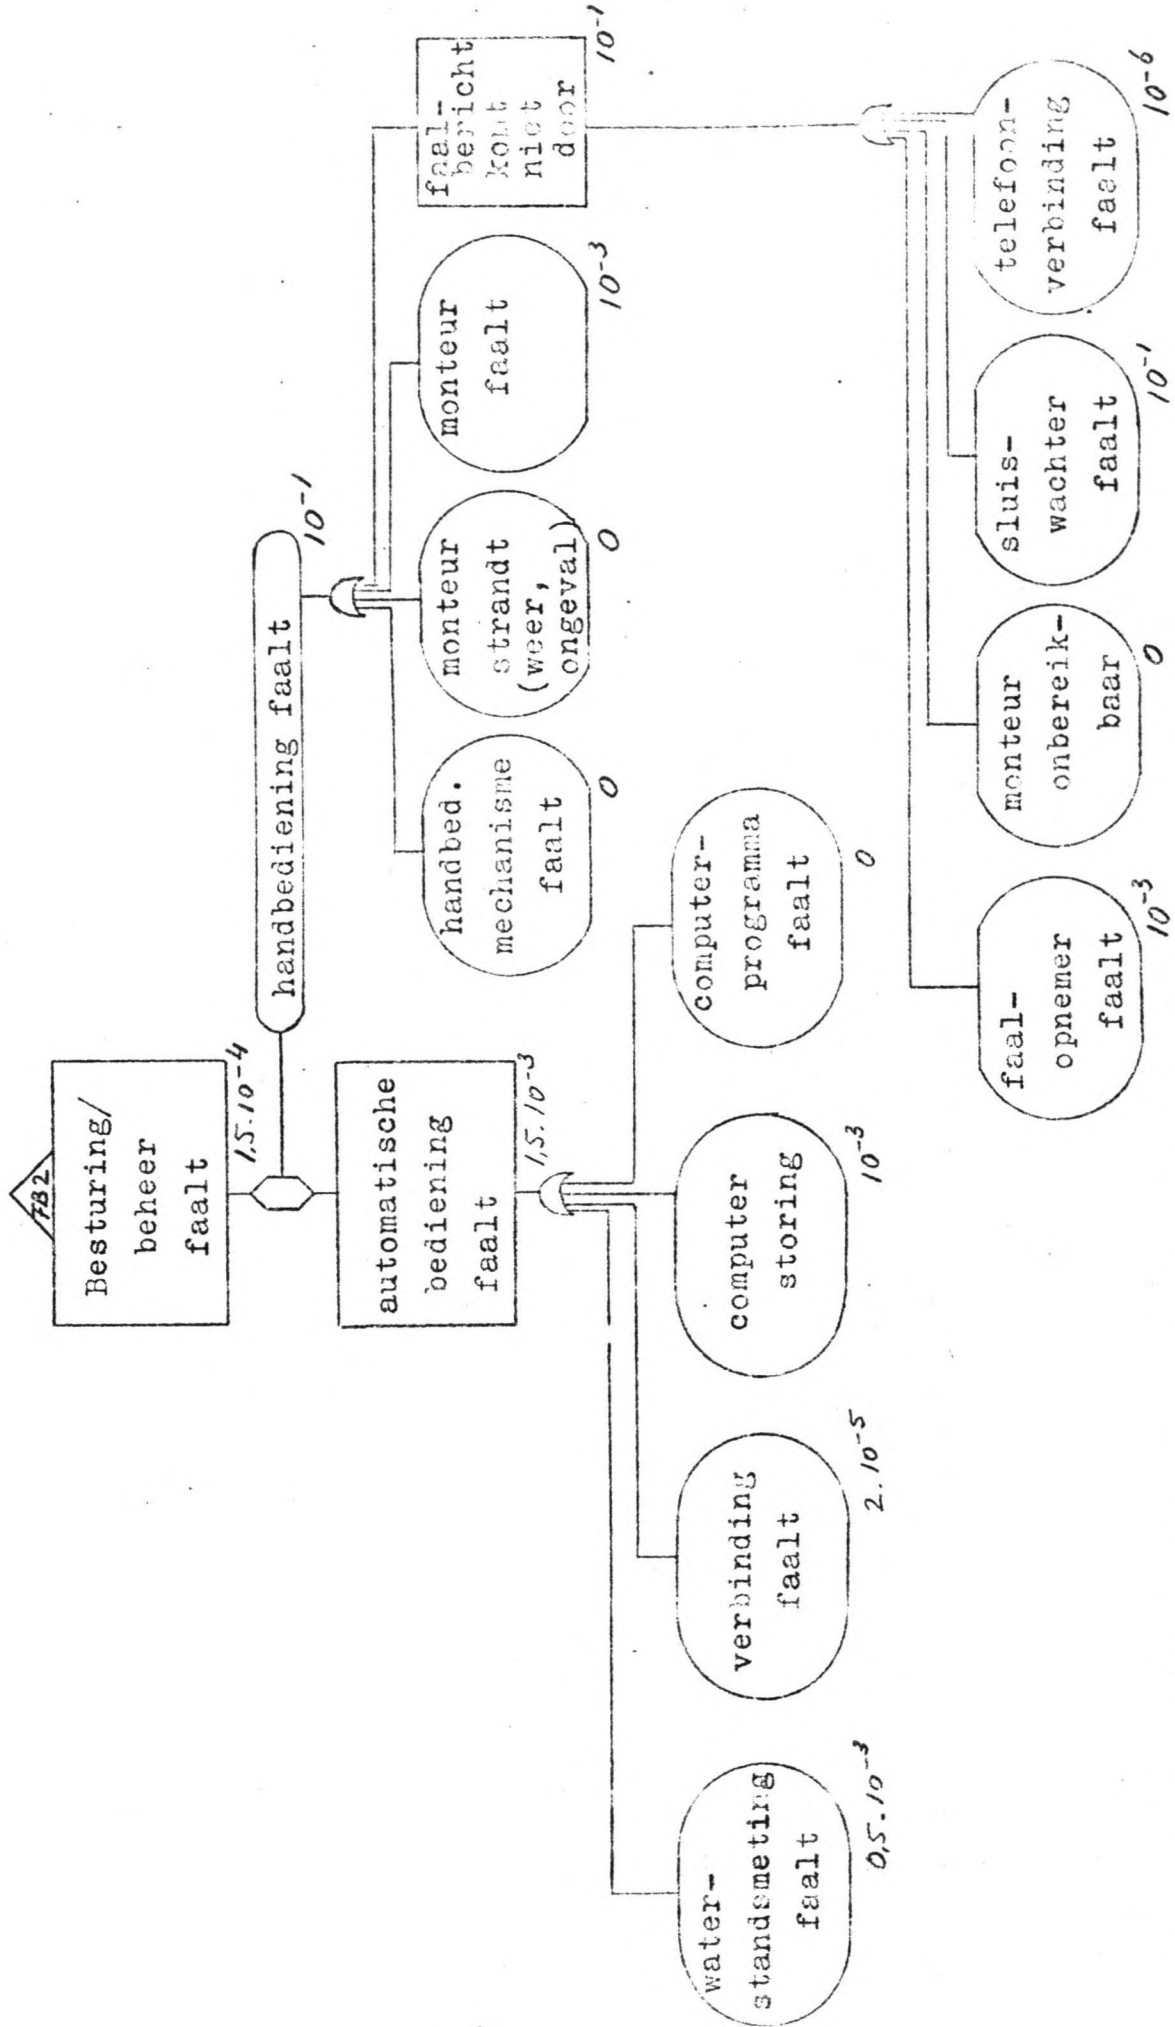 FB2
Besturing/
beheer
faalt
1,5.10-4
handbediening faalt
10-1
automatische
bediening
faalt
1,5.10-3
handbed.
mechanisme
faalt
0
monteur
strandt
(weer,
ongeval)
0
monteur
faalt
10-3
faal-
bericht
komt
niet
door
10-1
water-
standsmeting
faalt
0,5.10-3
verbinding
faalt
2.10-5
computer
storing
10-3
computer-
programma
faalt
0
faal-
opnemer
faalt
10-3
monteur
onbereik-
baar
0
sluis-
wachter
faalt
10-1
telefoon-
verbinding
faalt
10-6